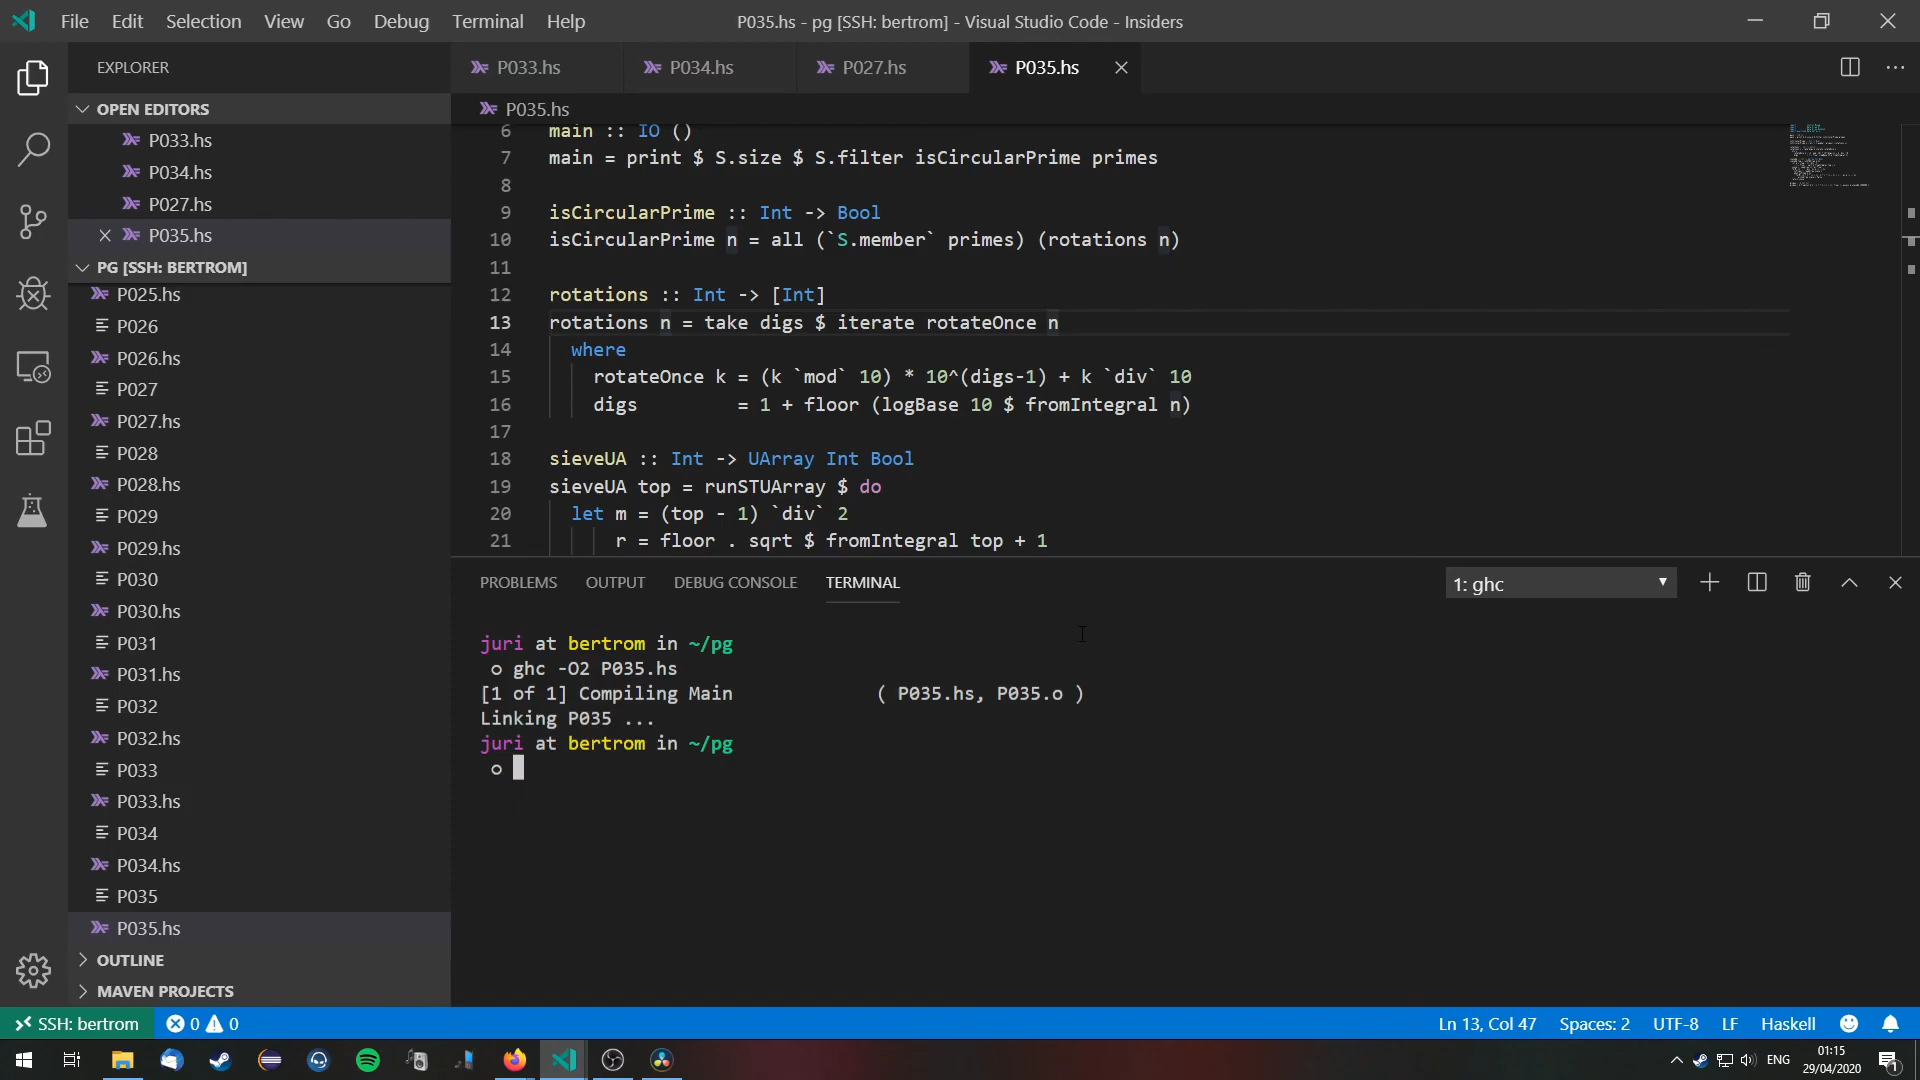 File Edit Selection View Go Debug Terminal Help
P035.hs - pg [SSH: bertrom] - Visual Studio Code - Insiders
EXPLORER
OPEN EDITORS
P033.hs
P034.hs
P027.hs
P035.hs
PG [SSH: BERTROM]
P025.hs
P026
P026.hs
P027
P027.hs
P028
P028.hs
P029
P029.hs
P030
P030.hs
P031
P031.hs
P032
P032.hs
P033
P033.hs
P034
P034.hs
P035
P035.hs
OUTLINE
MAVEN PROJECTS
P033.hs P034.hs P027.hs P035.hs
P035.hs
6 main :: IO ()
7 main = print $ S.size $ S.filter isCircularPrime primes
8
9 isCircularPrime :: Int -> Bool
10 isCircularPrime n = all (`S.member` primes) (rotations n)
11
12 rotations :: Int -> [Int]
13 rotations n = take digs $ iterate rotateOnce n
14 where
15 rotateOnce k = (k `mod` 10) * 10^(digs-1) + k `div` 10
16 digs = 1 + floor (logBase 10 $ fromIntegral n)
17
18 sieveUA :: Int -> UArray Int Bool
19 sieveUA top = runSTUArray $ do
20 let m = (top - 1) `div` 2
21 r = floor . sqrt $ fromIntegral top + 1
PROBLEMS OUTPUT DEBUG CONSOLE TERMINAL
1: ghc
juri at bertrom in ~/pg
o ghc -O2 P035.hs
[1 of 1] Compiling Main ( P035.hs, P035.o )
Linking P035 ...
juri at bertrom in ~/pg
o
SSH: bertrom 0 0
Ln 13, Col 47 Spaces: 2 UTF-8 LF Haskell
ENG
01:15
29/04/2020
1